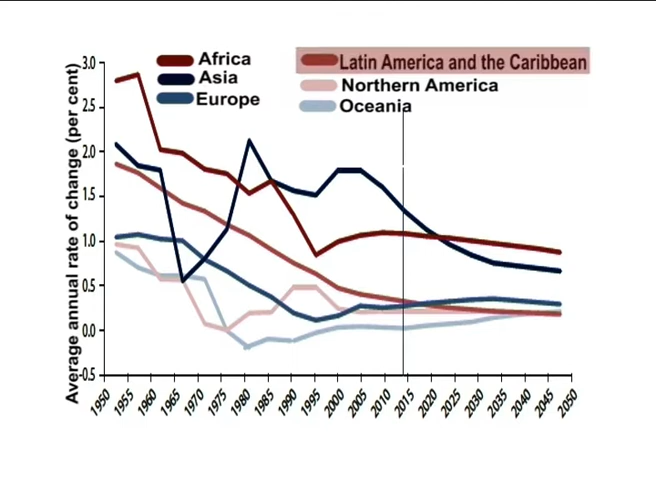 Average annual rate of change (per cent)
3.0
2.5
2.0
1.5
1.0
0.5
0.0
-0.5
Africa
Asia
Europe
Latin America and the Caribbean
Northern America
Oceania
1950 1955 1960 1965 1970 1975 1980 1985 1990 1995 2000 2005 2010 2015 2020 2025 2030 2035 2040 2045 2050